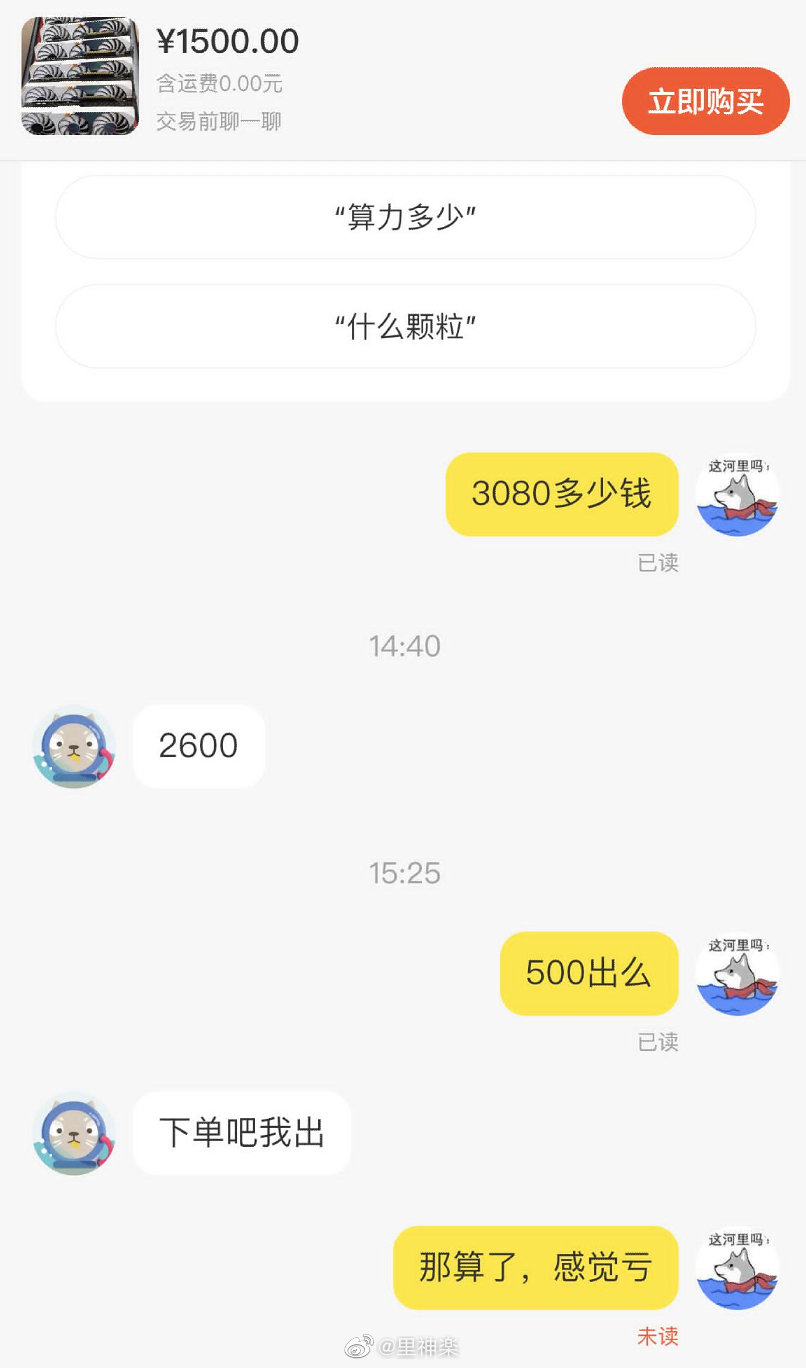 ¥1500.00
含运费0.00元
交易前聊一聊
立即购买
“算力多少”
“什么颗粒”
3080多少钱
这河里吗?
已读
14:40
2600
15:25
500出么
这河里吗?
已读
下单吧我出
那算了，感觉亏
这河里吗?
未读
@里神楽